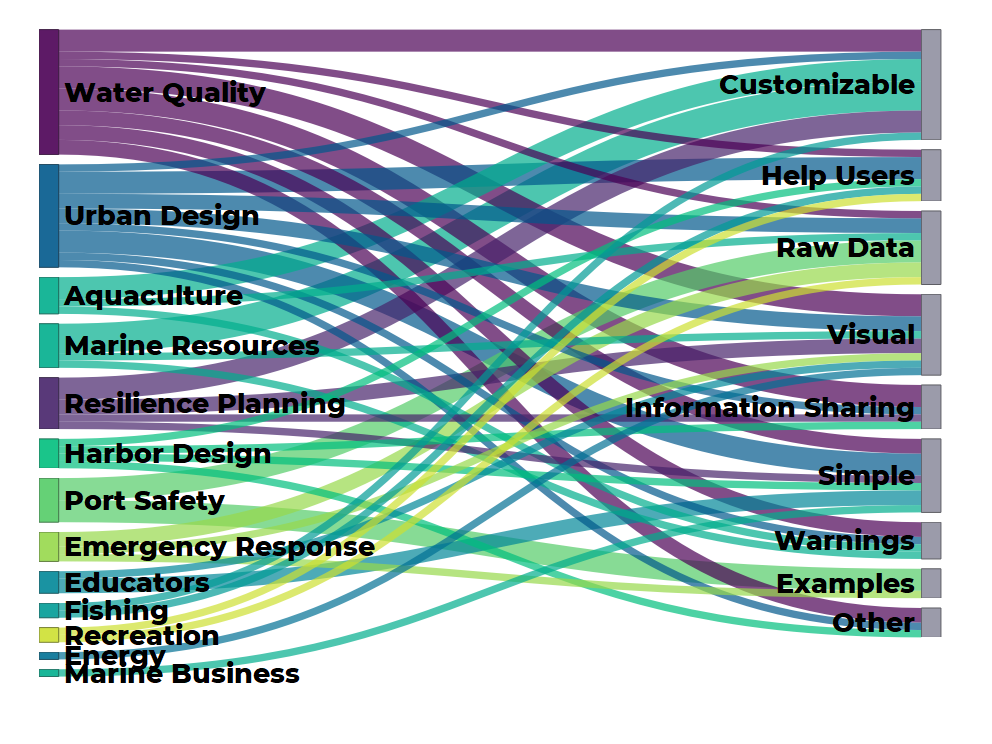 Water Quality
Urban Design
Aquaculture
Marine Resources
Resilience Planning
Harbor Design
Port Safety
Emergency Response
Educators
Fishing
Recreation
Energy
Marine Business
Customizable
Help Users
Raw Data
Visual
Information Sharing
Simple
Warnings
Examples
Other